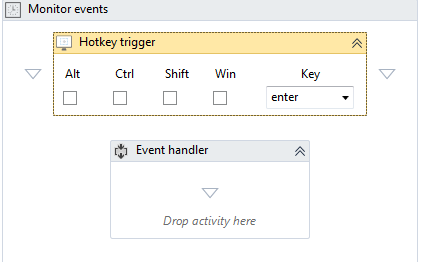 Monitor events
Hotkey trigger
Alt Ctrl Shift Win Key
enter
Event handler
Drop activity here